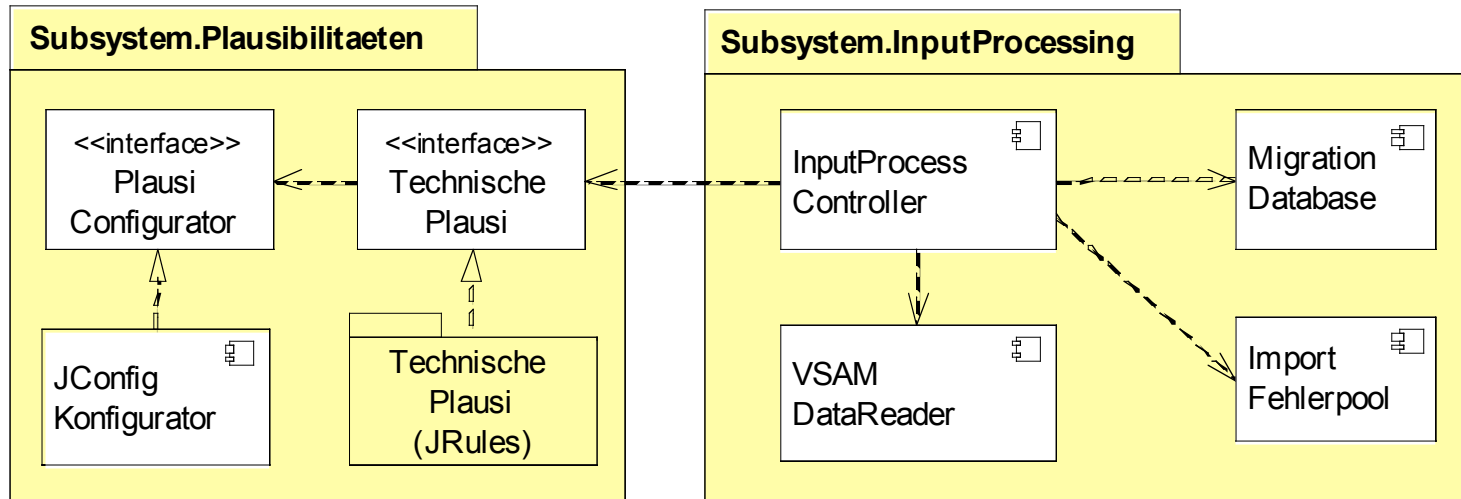 Subsystem.Plausibilitaeten
<<interface>>
Plausi
Configurator
<<interface>>
Technische
Plausi
JConfig
Konfigurator
Technische
Plausi
(JRules)
Subsystem.InputProcessing
InputProcess
Controller
Migration
Database
VSAM
DataReader
Import
Fehlerpool